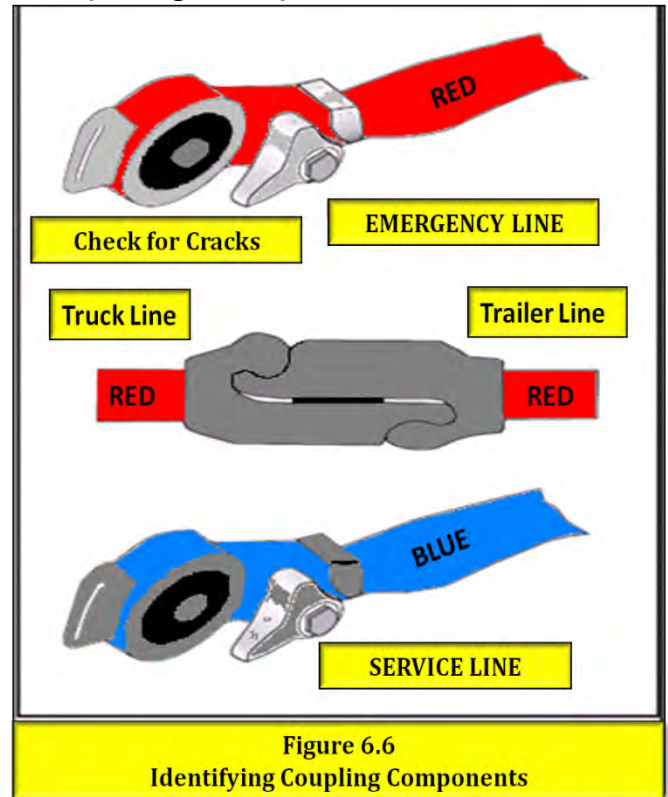 RED
EMERGENCY LINE
Check for Cracks
Truck Line
Trailer Line
RED
RED
BLUE
SERVICE LINE
Figure 6.6
Identifying Coupling Components